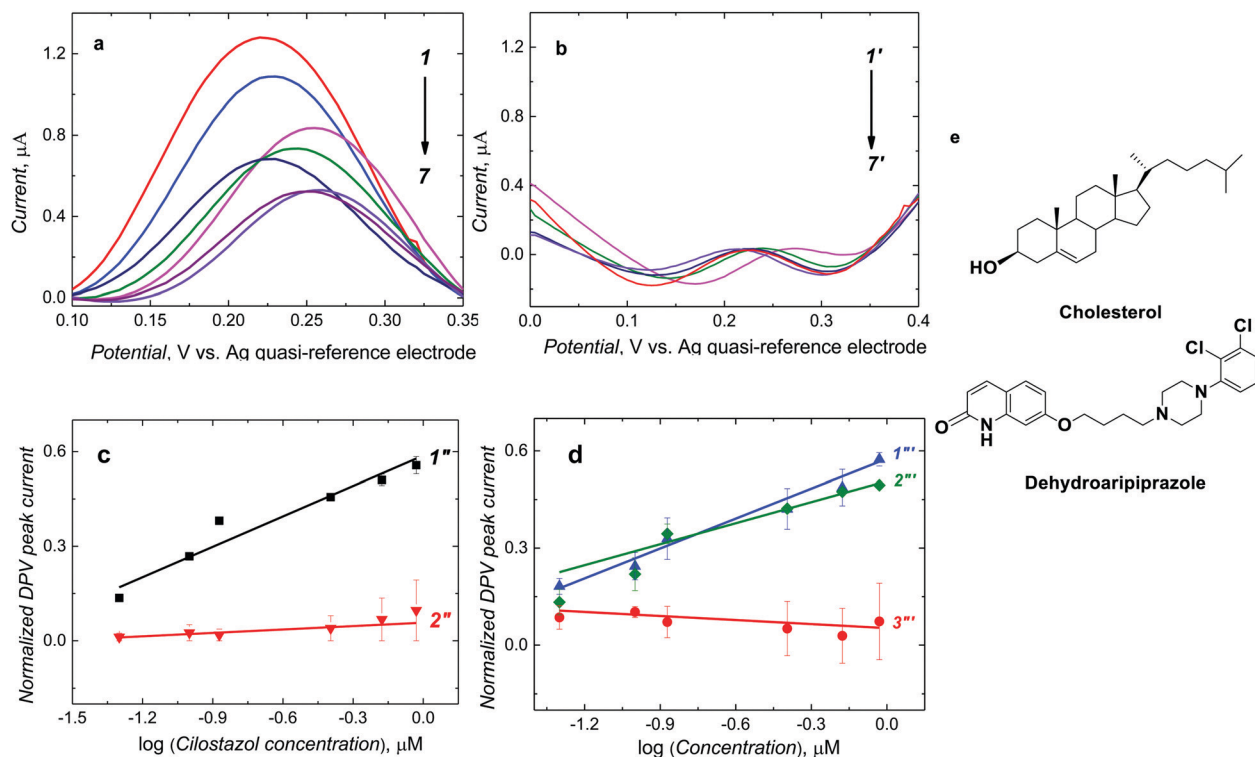 a
1
7
1.2
0.8
0.4
0.0
Current, μA
0.10 0.15 0.20 0.25 0.30 0.35
Potential, V vs. Ag quasi-reference electrode
b
1'
7'
1.2
0.8
0.4
0.0
Current, μA
0.0 0.1 0.2 0.3 0.4
Potential, V vs. Ag quasi-reference electrode
e
HO
Cholesterol
Cl
Cl
N
N
O
N
H
O
Dehydroaripiprazole
c
1"
2"
0.6
0.3
0.0
Normalized DPV peak current
-1.5 -1.2 -0.9 -0.6 -0.3 0.0
log (Cilostazol concentration), μM
d
1"'
2"'
3"'
0.6
0.3
0.0
Normalized DPV peak current
-1.2 -0.9 -0.6 -0.3 0.0
log (Concentration), μM